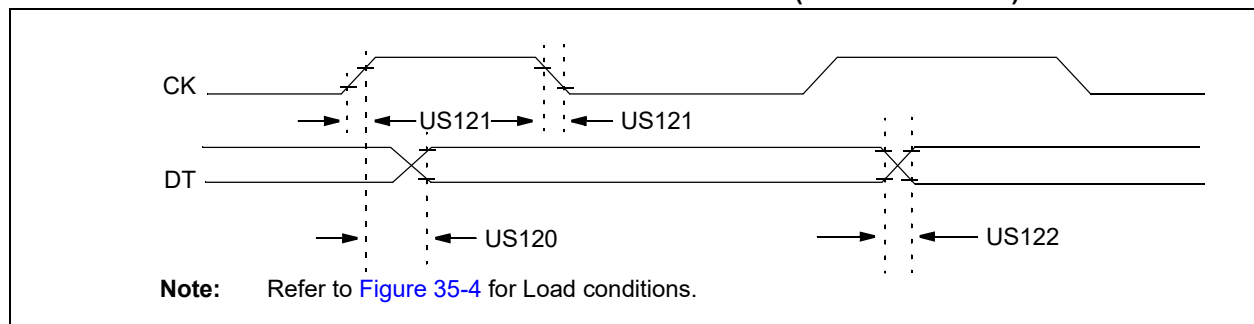 CK
US121 US121
DT
US120
US122
Note: Refer to Figure 35-4 for Load conditions.